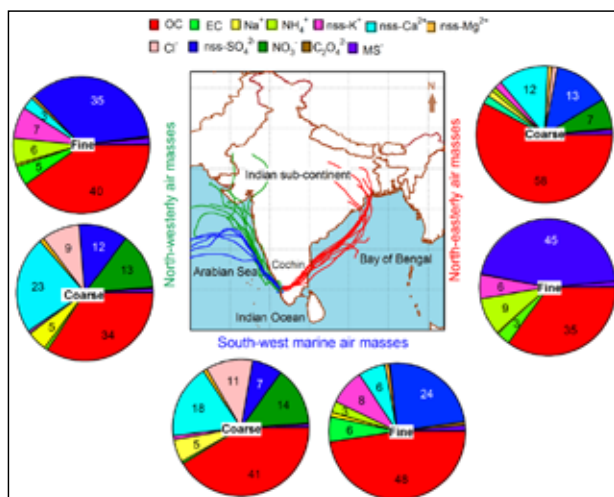 OC EC Na⁺ NH₄⁺ nss-K⁺ nss-Ca²⁺ nss-Mg²⁺
Cl⁻ nss-SO₄²⁻ NO₃⁻ C₂O₄²⁻ MS⁻
35
3
7
Fine
6
5
40
12
13
7
Coarse
56
North-westerly air masses
N
Indian sub-continent
Arabian Sea
Cochin
Bay of Bengal
Indian Ocean
North-easterly air masses
South-west marine air masses
9
12
13
23
Coarse
5
34
45
6
Fine
9
3
35
11
7
14
18
Coarse
5
41
6
24
8
3
Fine
6
48